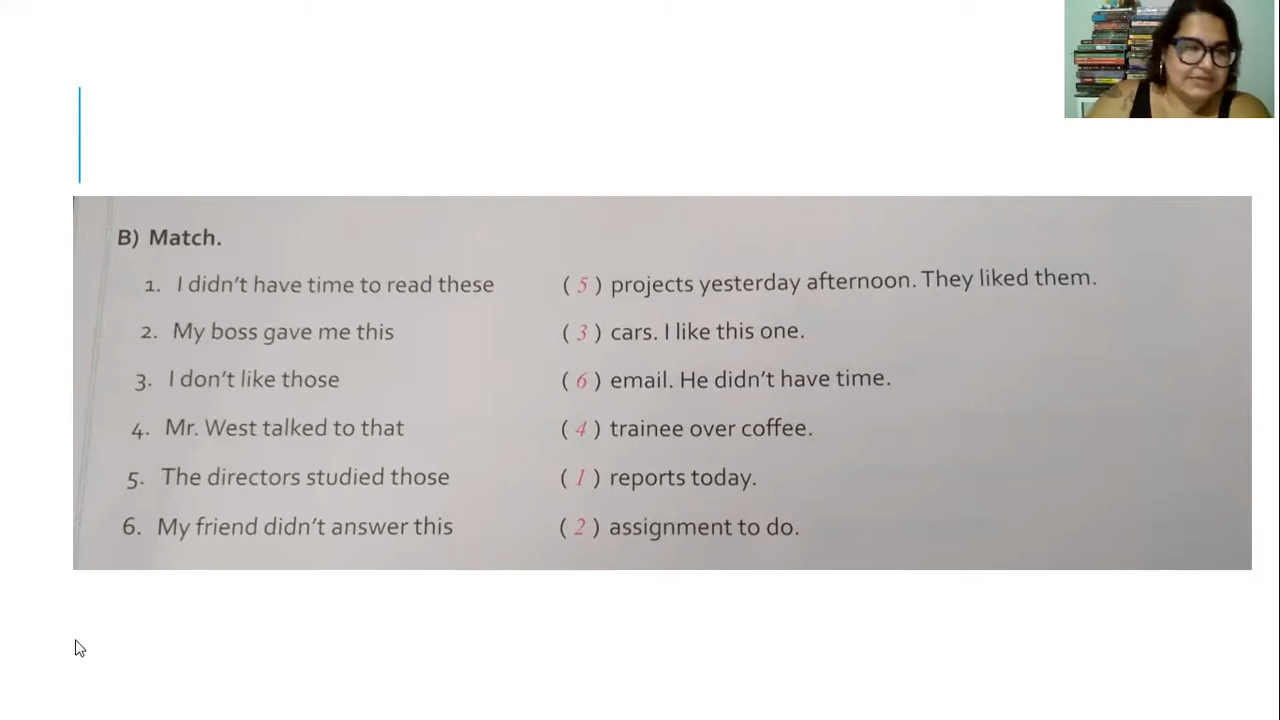 B) Match.
1. I didn't have time to read these ( 5 ) projects yesterday afternoon. They liked them.
2. My boss gave me this ( 3 ) cars. I like this one.
3. I don't like those ( 6 ) email. He didn't have time.
4. Mr. West talked to that ( 4 ) trainee over coffee.
5. The directors studied those ( 1 ) reports today.
6. My friend didn't answer this ( 2 ) assignment to do.